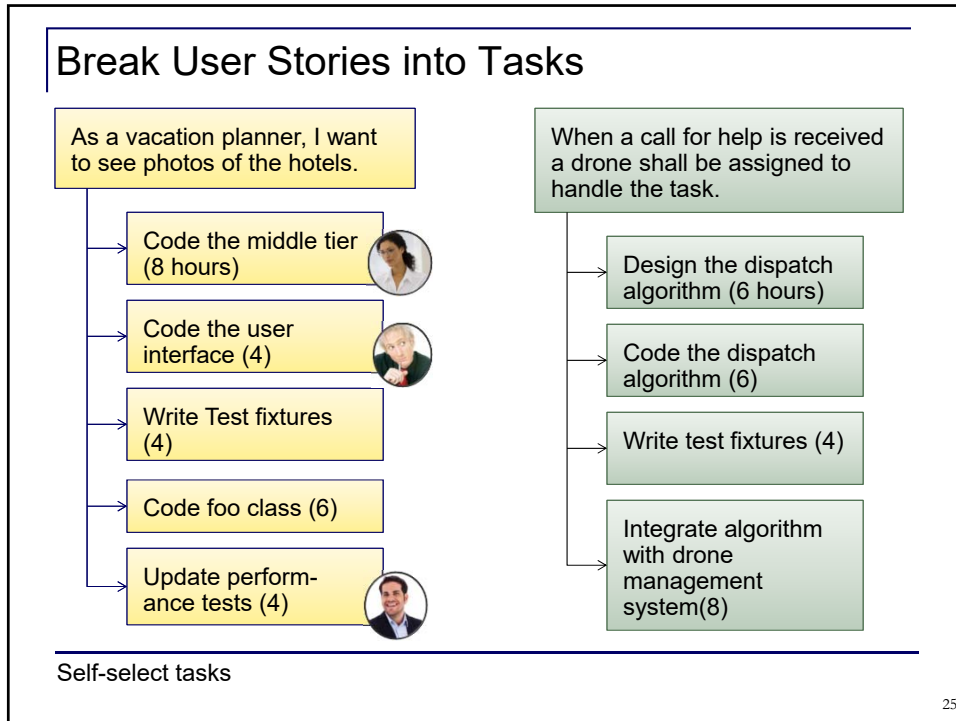 Break User Stories into Tasks
As a vacation planner, I want
to see photos of the hotels.
Code the middle tier
(8 hours)
Code the user
interface (4)
Write Test fixtures
(4)
Code foo class (6)
Update perform-
ance tests (4)
When a call for help is received
a drone shall be assigned to
handle the task.
Design the dispatch
algorithm (6 hours)
Code the dispatch
algorithm (6)
Write test fixtures (4)
Integrate algorithm
with drone
management
system(8)
Self-select tasks
25